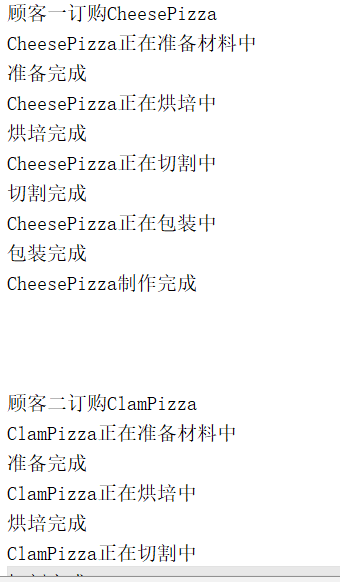 顾客一订购CheesePizza
CheesePizza正在准备材料中
准备完成
CheesePizza正在烘培中
烘培完成
CheesePizza正在切割中
切割完成
CheesePizza正在包装中
包装完成
CheesePizza制作完成
顾客二订购ClamPizza
ClamPizza正在准备材料中
准备完成
ClamPizza正在烘培中
烘培完成
ClamPizza正在切割中